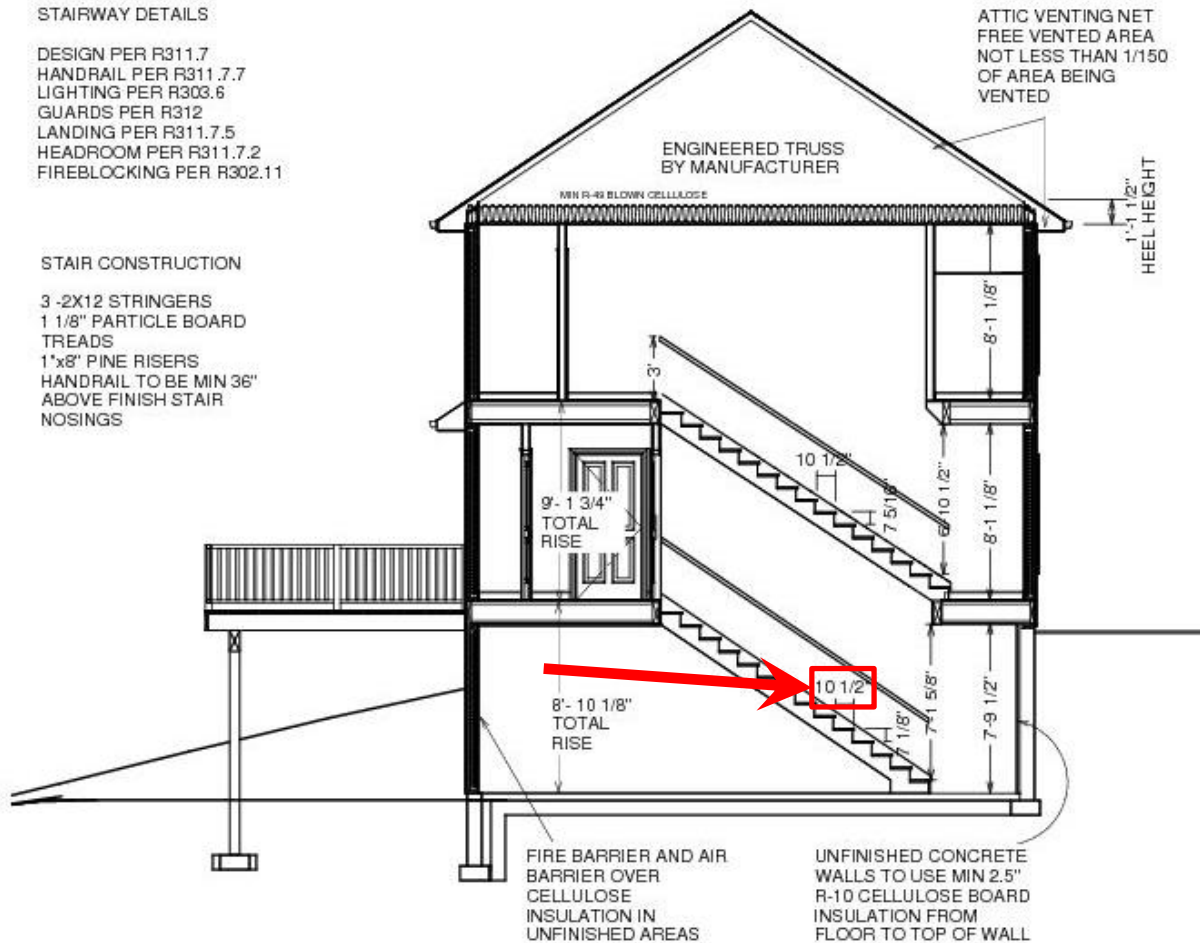 STAIRWAY DETAILS
DESIGN PER R311.7
HANDRAIL PER R311.7.7
LIGHTING PER R303.6
GUARDS PER R312
LANDING PER R311.7.5
HEADROOM PER R311.7.2
FIREBLOCKING PER R302.11
ATTIC VENTING NET
FREE VENTED AREA
NOT LESS THAN 1/150
OF AREA BEING
VENTED
ENGINEERED TRUSS
BY MANUFACTURER
MIN R-49 BLOWN CELLULOSE
1'-1 1/2"
HEEL HEIGHT
STAIR CONSTRUCTION
3 -2X12 STRINGERS
1 1/8" PARTICLE BOARD
TREADS
1"x8" PINE RISERS
HANDRAIL TO BE MIN 36"
ABOVE FINISH STAIR
NOSINGS
8'-1 1/8"
3'
10 1/2"
7 5/16"
10 1/2"
8'-1 1/8"
9'- 1 3/4"
TOTAL
RISE
10 1/2"
7 1/8"
7'-1 5/8"
7'-9 1/2"
8'- 10 1/8"
TOTAL
RISE
FIRE BARRIER AND AIR
BARRIER OVER
CELLULOSE
INSULATION IN
UNFINISHED AREAS
UNFINISHED CONCRETE
WALLS TO USE MIN 2.5"
R-10 CELLULOSE BOARD
INSULATION FROM
FLOOR TO TOP OF WALL